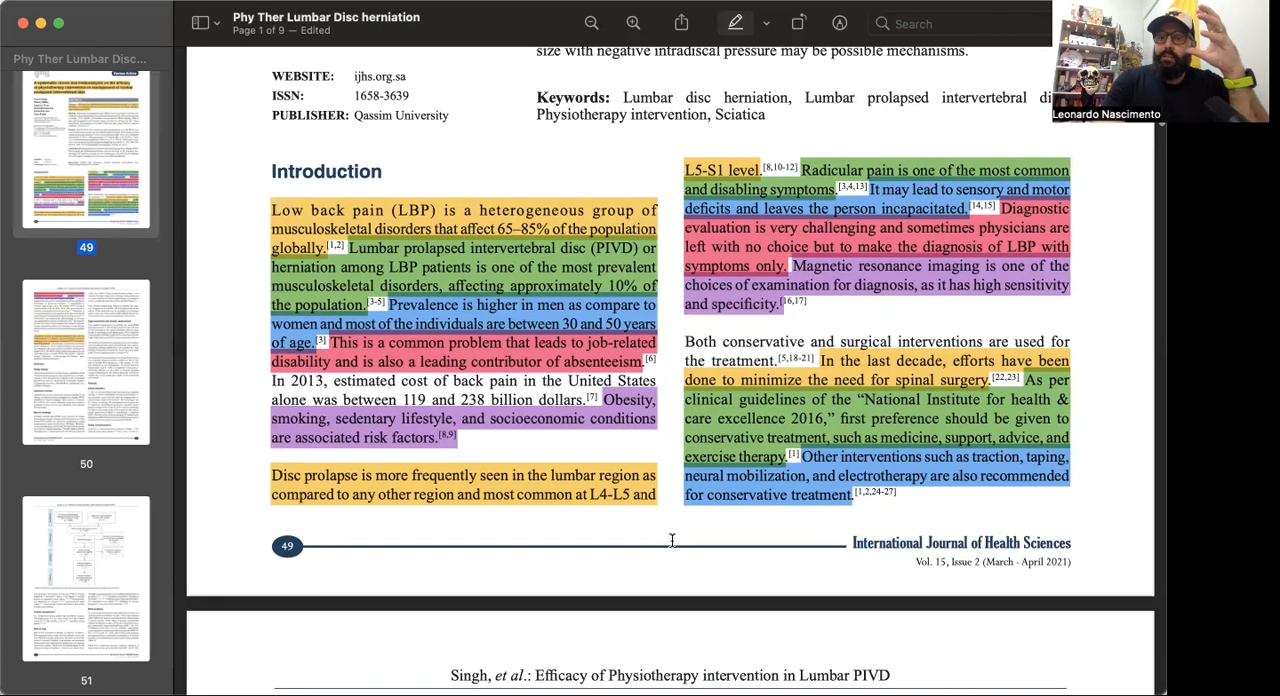 Phy Ther Lumbar Disc herniation
Page 1 of 9 — Edited
Search
Phy Ther Lumbar Disc...
49
50
51
Leonardo Nascimento
size with negative intradiscal pressure may be possible mechanisms.
WEBSITE: ijhs.org.sa
ISSN: 1658-3639
PUBLISHER: Qassim University
Keywords: Lumbar disc herniation, Lumbar prolapsed intervertebral
Physiotherapy intervention, Scianca
Introduction
Low back pain (LBP) is a heterogeneous group of
musculoskeletal disorders that affect 65–85% of the population
globally.[1,2] Lumbar prolapsed intervertebral disc (PIVD) or
herniation among LBP patients is one of the most prevalent
musculoskeletal disorders, affecting approximately 10% of
people.[3-5] Prevalence of PIVD is more in men compare to
women and mostly the individuals between 30 and 50 years
of age.[3] This is a common problem that leads to job-related
disability and is also leading cause of work absenteeism.[6]
In 2013, estimated cost of back pain in the United States
alone was between 119 and 238 billion dollars.[7] Obesity,
smoking, sedentary lifestyle, and certain work conditions
are associated risk factors.[8,9]
Disc prolapse is more frequently seen in the lumbar region as
compared to any other region and most common at L4-L5 and
L5-S1 level.[8,10-12] Radicular pain is one of the most common
and disabling symptoms.[3,4,13] It may lead to sensory and motor
deficits and leaves the person incapacitated.[14,15] Diagnostic
evaluation is very challenging and sometimes physicians are
left with no choice but to make the diagnosis of LBP with
symptoms only. Magnetic resonance imaging is one of the
choices of examination for diagnosis, as it has high sensitivity
and specificity.[16,17]
Both conservative and surgical interventions are used for
the treatment.[18-21] In the last decade, efforts have been
done to minimize the need for spinal surgery.[22,23] As per
clinical guidelines of the “National Institute for health &
care excellence” first priority should be given to
conservative treatment, such as medicine, support, advice, and
exercise therapy.[1] Other interventions such as traction, taping,
neural mobilization, and electrotherapy are also recommended
for conservative treatment.[1,2,24-27]
49
International Journal of Health Sciences
Vol. 15, Issue 2 (March - April 2021)
Singh, et al.: Efficacy of Physiotherapy intervention in Lumbar PIVD